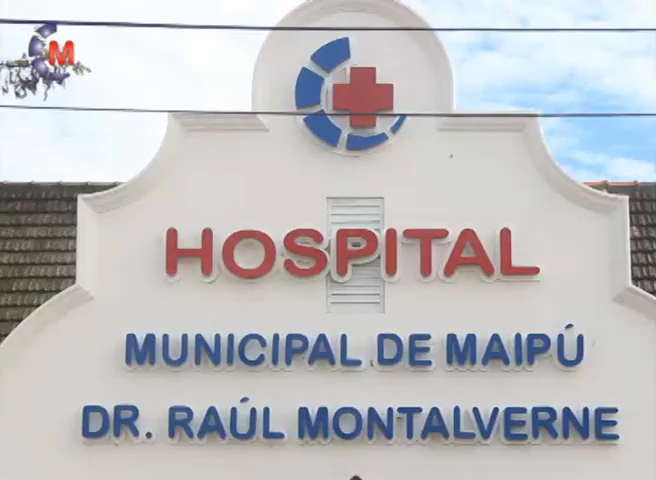 M
HOSPITAL
MUNICIPAL DE MAIPÚ
DR. RAÚL MONTALVERNE